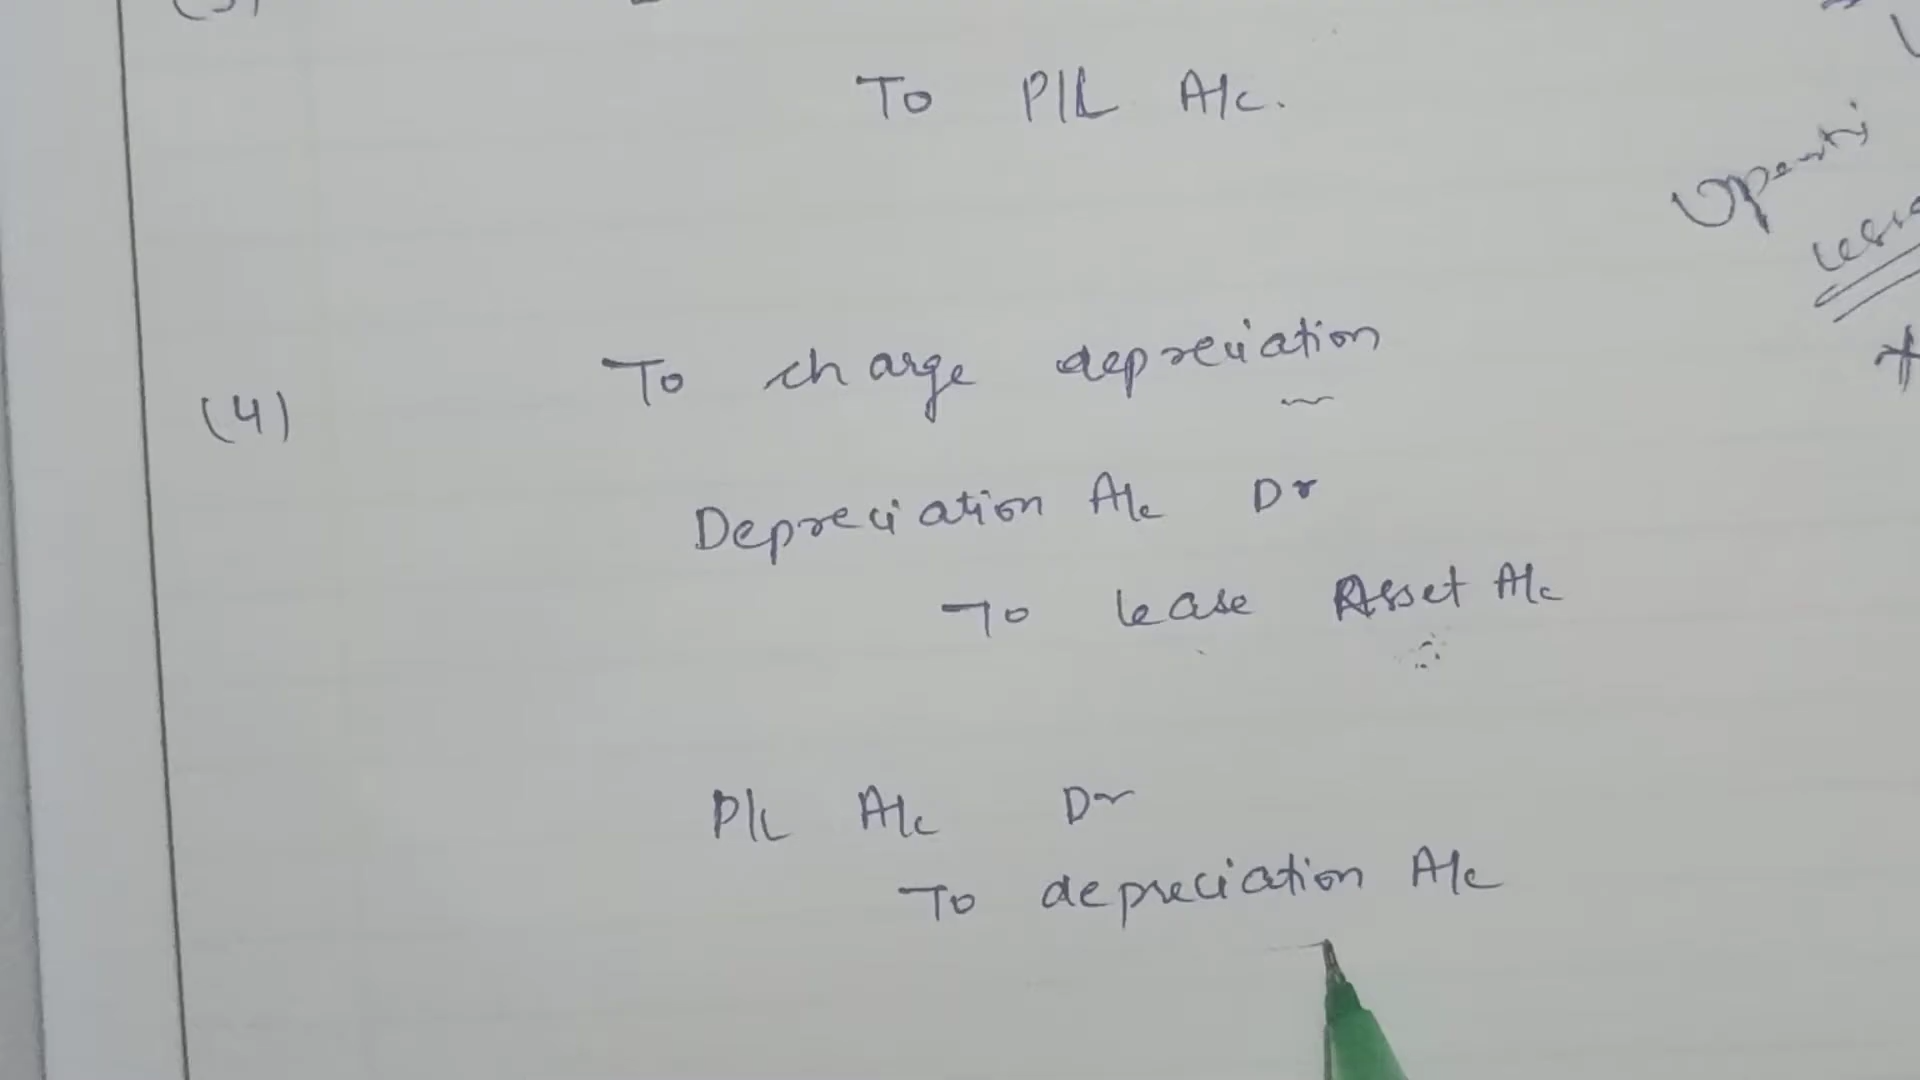 To P/L A/c.
(4) To charge depreciation
Depreciation A/c Dr
To lease Asset A/c
P/L A/c Dr
To depreciation A/c